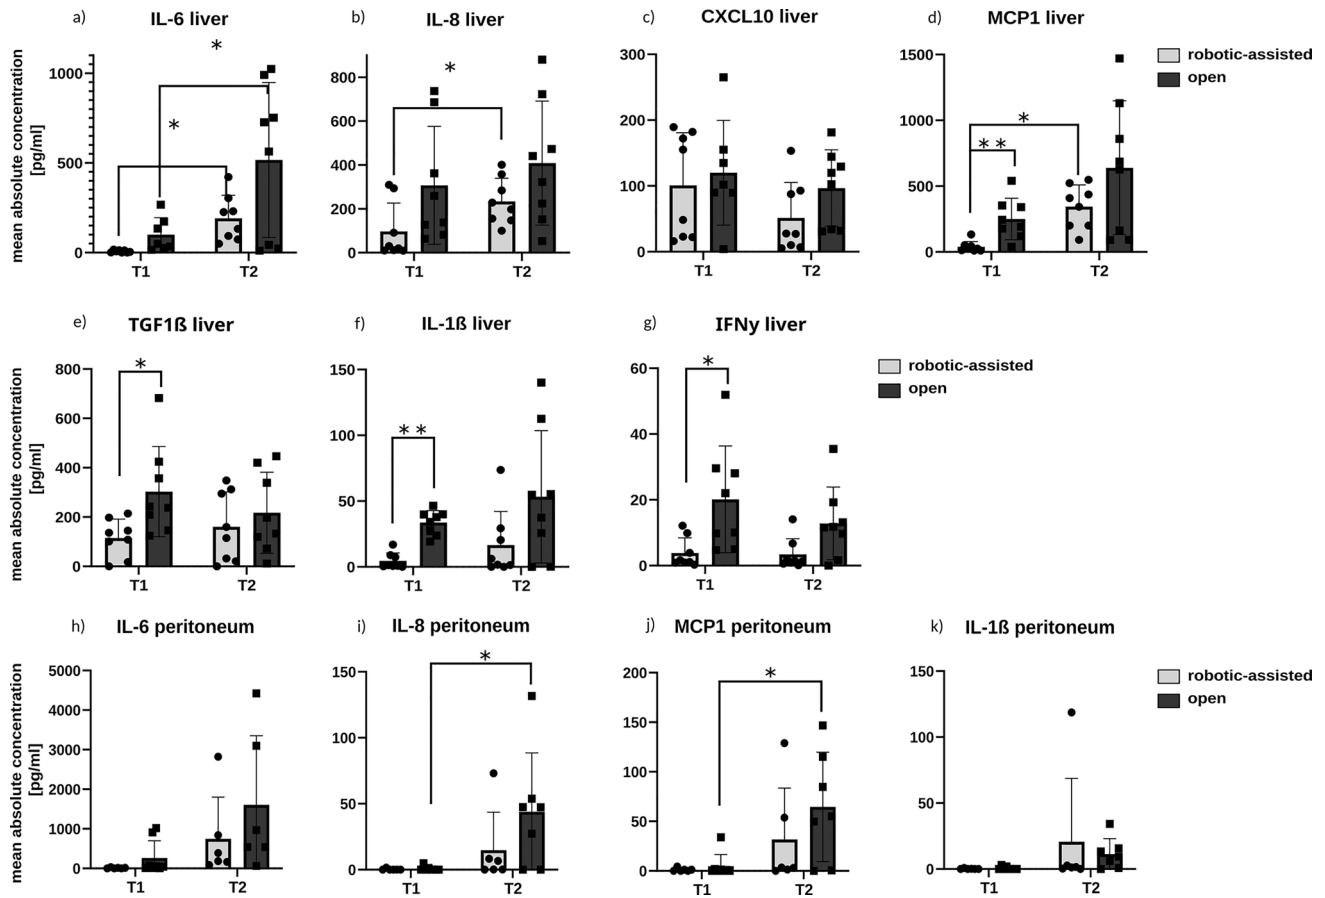 a) IL-6 liver
b) IL-8 liver
c) CXCL10 liver
d) MCP1 liver
mean absolute concentration
[pg/ml]
1000
500
0
*
*
T1 T2
800
600
400
200
0
*
T1 T2
300
200
100
0
T1 T2
1500
1000
500
0
**
*
T1 T2
robotic-assisted
open
e) TGF1ß liver
f) IL-1ß liver
g) IFNy liver
mean absolute concentration
[pg/ml]
800
600
400
200
0
*
T1 T2
150
100
50
0
**
T1 T2
60
40
20
0
*
T1 T2
robotic-assisted
open
h) IL-6 peritoneum
i) IL-8 peritoneum
j) MCP1 peritoneum
k) IL-1ß peritoneum
mean absolute concentration
[pg/ml]
5000
4000
3000
2000
1000
0
T1 T2
150
100
50
0
*
T1 T2
200
150
100
50
0
*
T1 T2
150
100
50
0
T1 T2
robotic-assisted
open